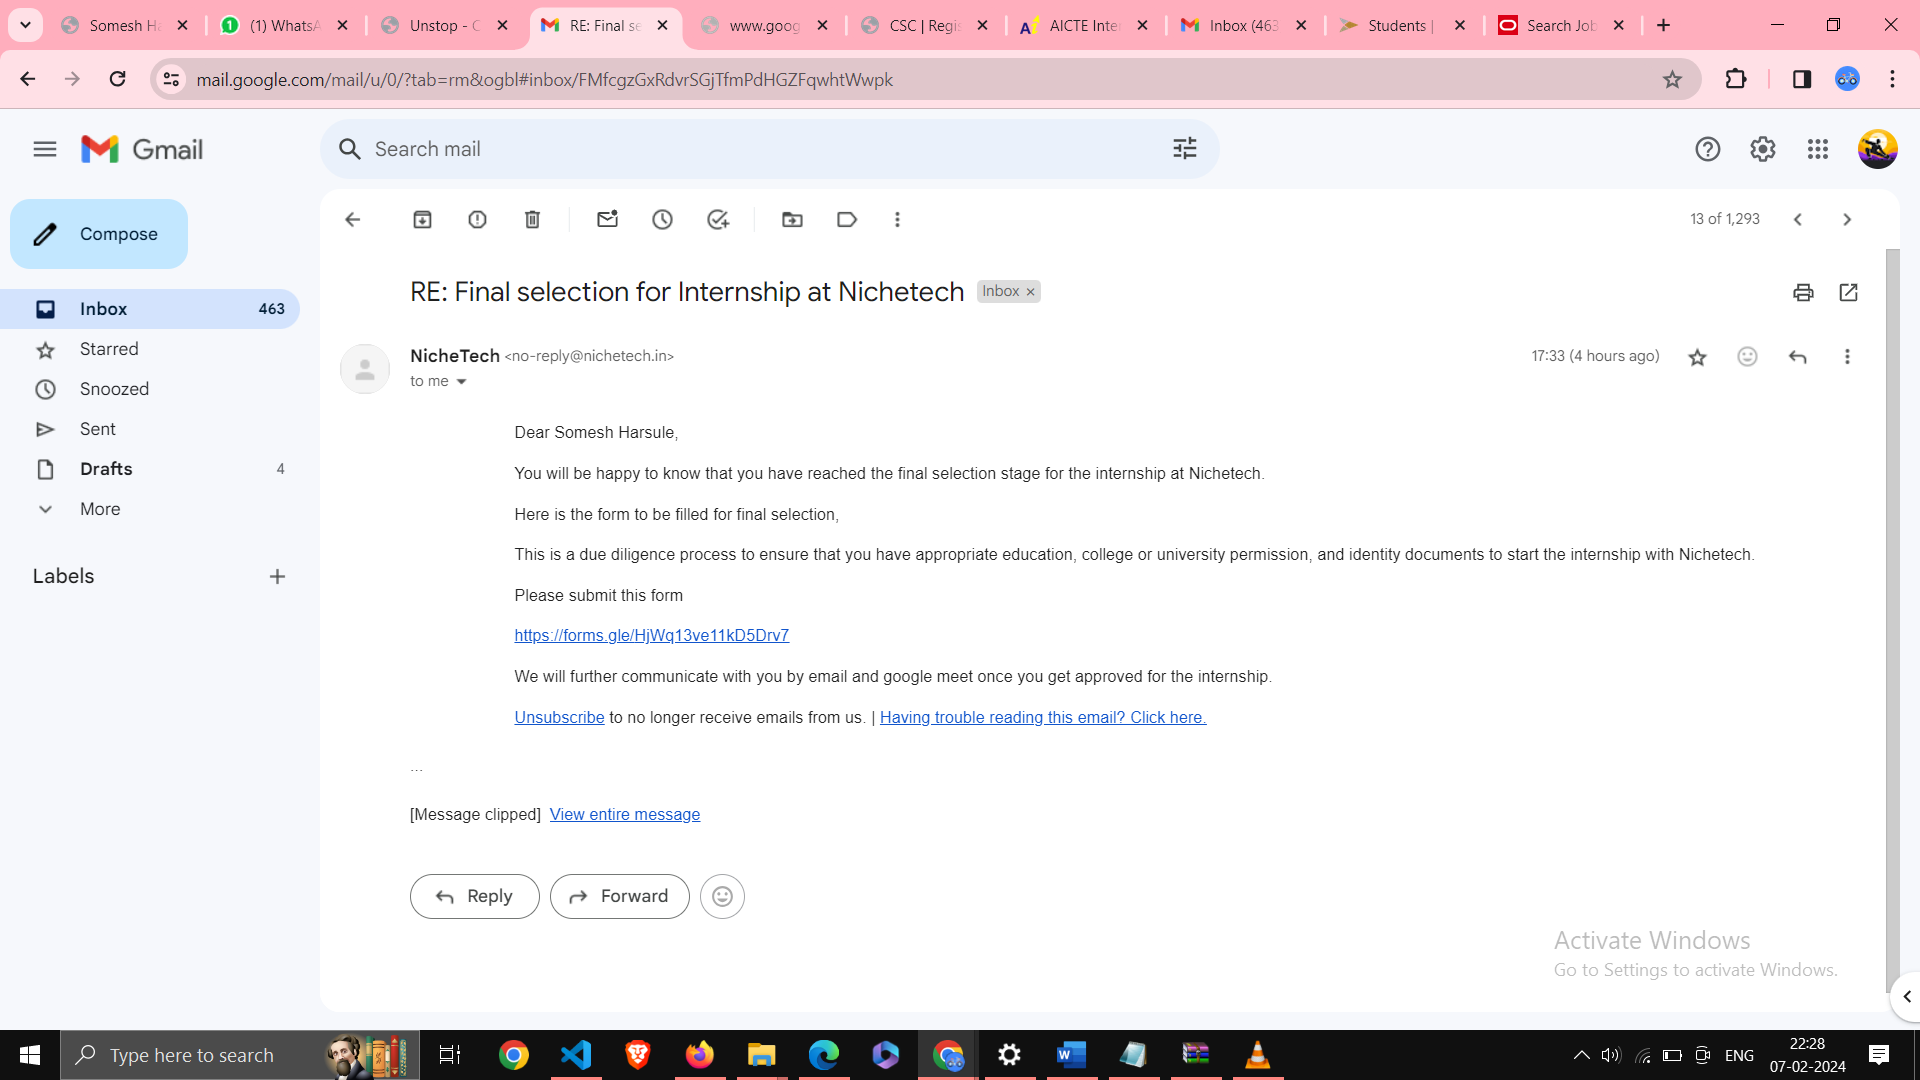 Somesh Ha
(1) WhatsA
Unstop - C
RE: Final se
www.goog
CSC | Regis
AICTE Inter
Inbox (463
Students |
Search Job
mail.google.com/mail/u/0/?tab=rm&ogbl#inbox/FMfcgzGxRdvrSGjTfmPdHGZFqwhtWwpk
Gmail
Search mail
Compose
13 of 1,293
Inbox 463
Starred
Snoozed
Sent
Drafts 4
More
Labels
RE: Final selection for Internship at Nichetech Inbox ×
NicheTech <no-reply@nichetech.in> 17:33 (4 hours ago)
to me
Dear Somesh Harsule,
You will be happy to know that you have reached the final selection stage for the internship at Nichetech.
Here is the form to be filled for final selection,
This is a due diligence process to ensure that you have appropriate education, college or university permission, and identity documents to start the internship with Nichetech.
Please submit this form
https://forms.gle/HjWq13ve11kD5Drv7
We will further communicate with you by email and google meet once you get approved for the internship.
Unsubscribe to no longer receive emails from us. | Having trouble reading this email? Click here.
...
[Message clipped] View entire message
Reply
Forward
Activate Windows
Go to Settings to activate Windows.
Type here to search
ENG
22:28
07-02-2024